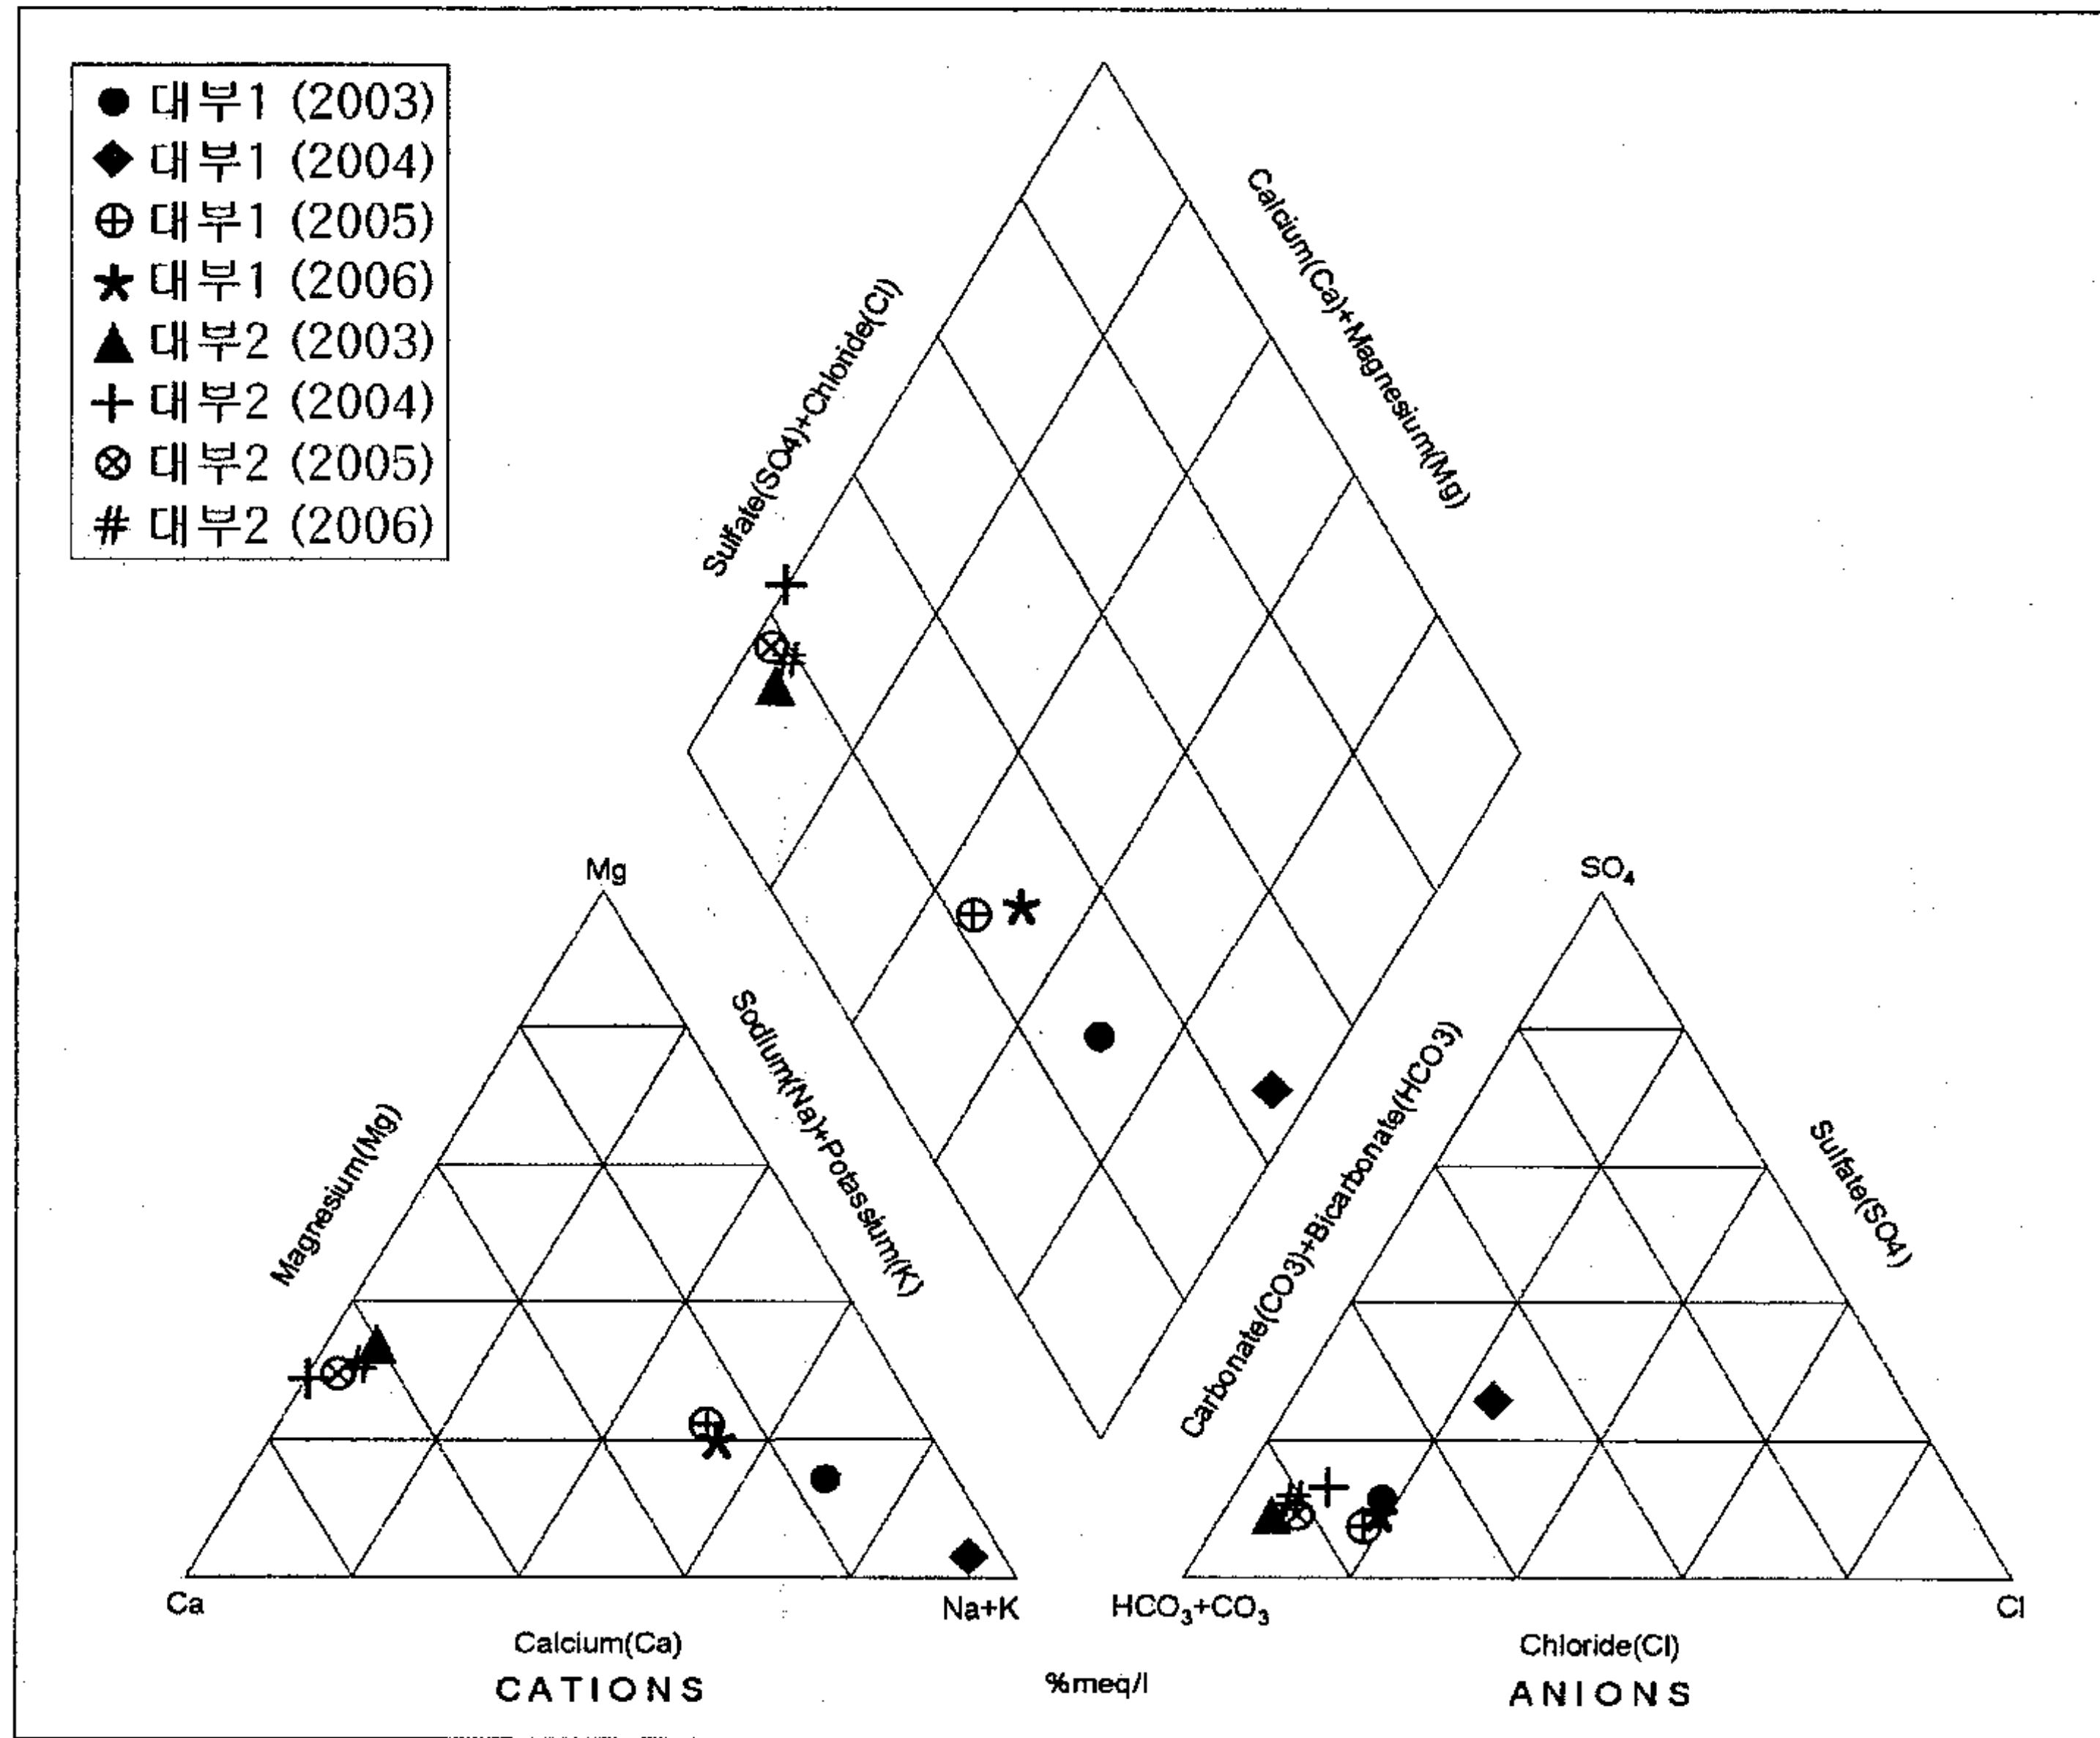 ● 대부1 (2003)
◆ 대부1 (2004)
⊕ 대부1 (2005)
★ 대부1 (2006)
▲ 대부2 (2003)
+ 대부2 (2004)
⊗ 대부2 (2005)
# 대부2 (2006)
Sulfate(SO4)+Chloride(Cl)
Calcium(Ca)+Magnesium(Mg)
Mg
SO₄
Magnesium(Mg)
Sodium(Na)+Potassium(K)
Carbonate(CO3)+Bicarbonate(HCO3)
Sulfate(SO4)
Ca
Na+K
HCO₃+CO₃
Cl
Calcium(Ca)
Chloride(Cl)
CATIONS
%meq/l
ANIONS